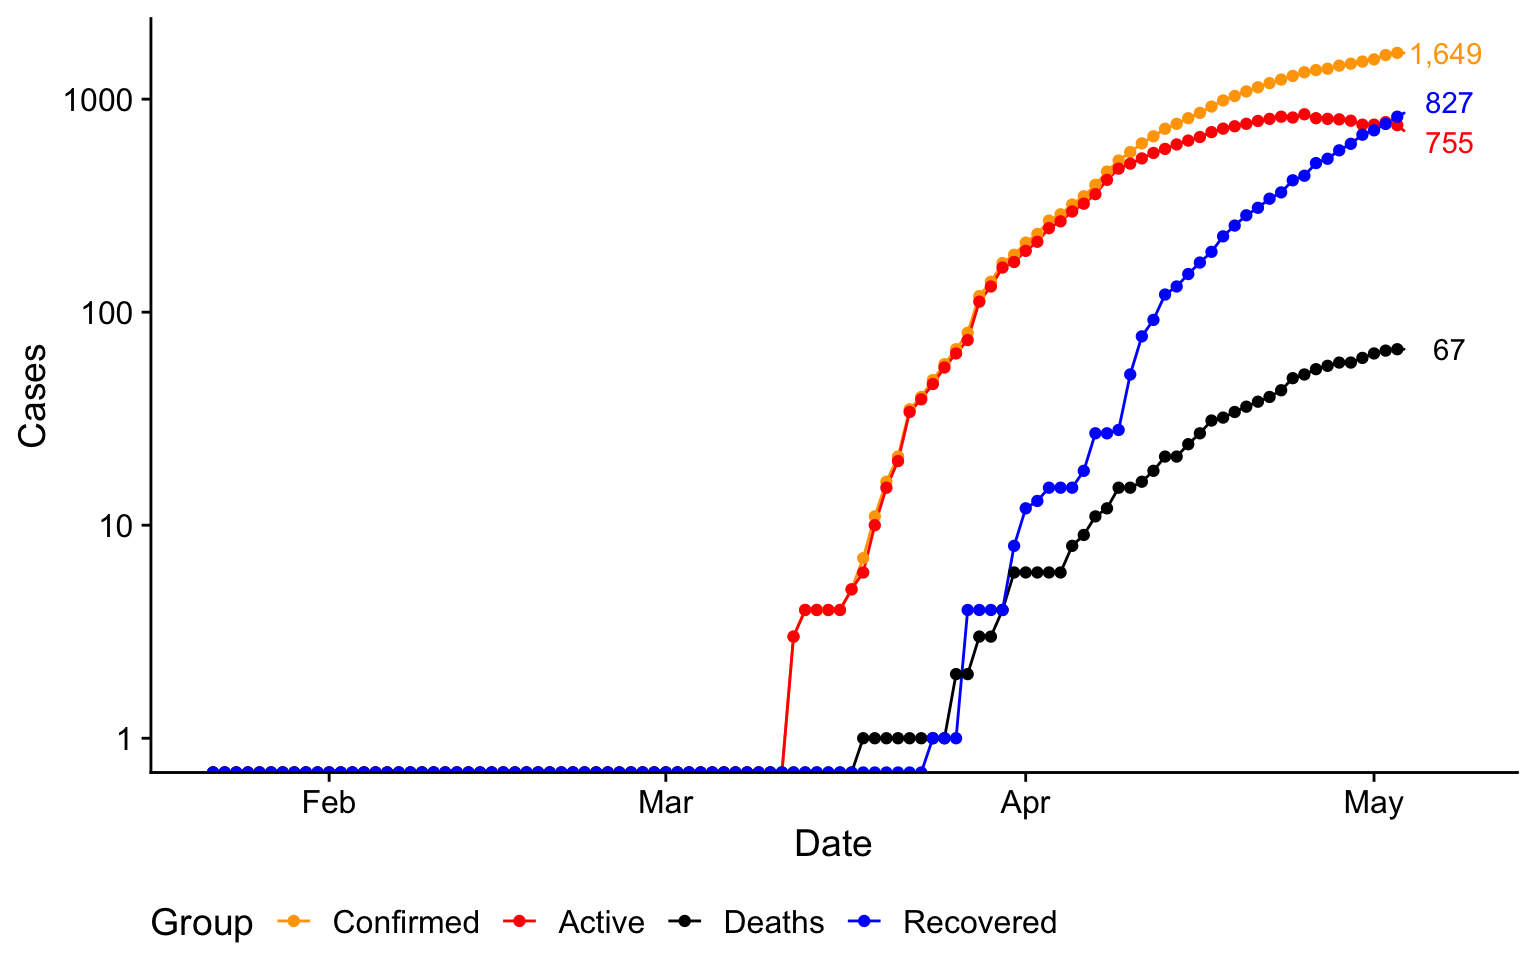 1,649
1000
827
755
100
67
Cases
10
1
Feb Mar Apr May
Date
Group Confirmed Active Deaths Recovered